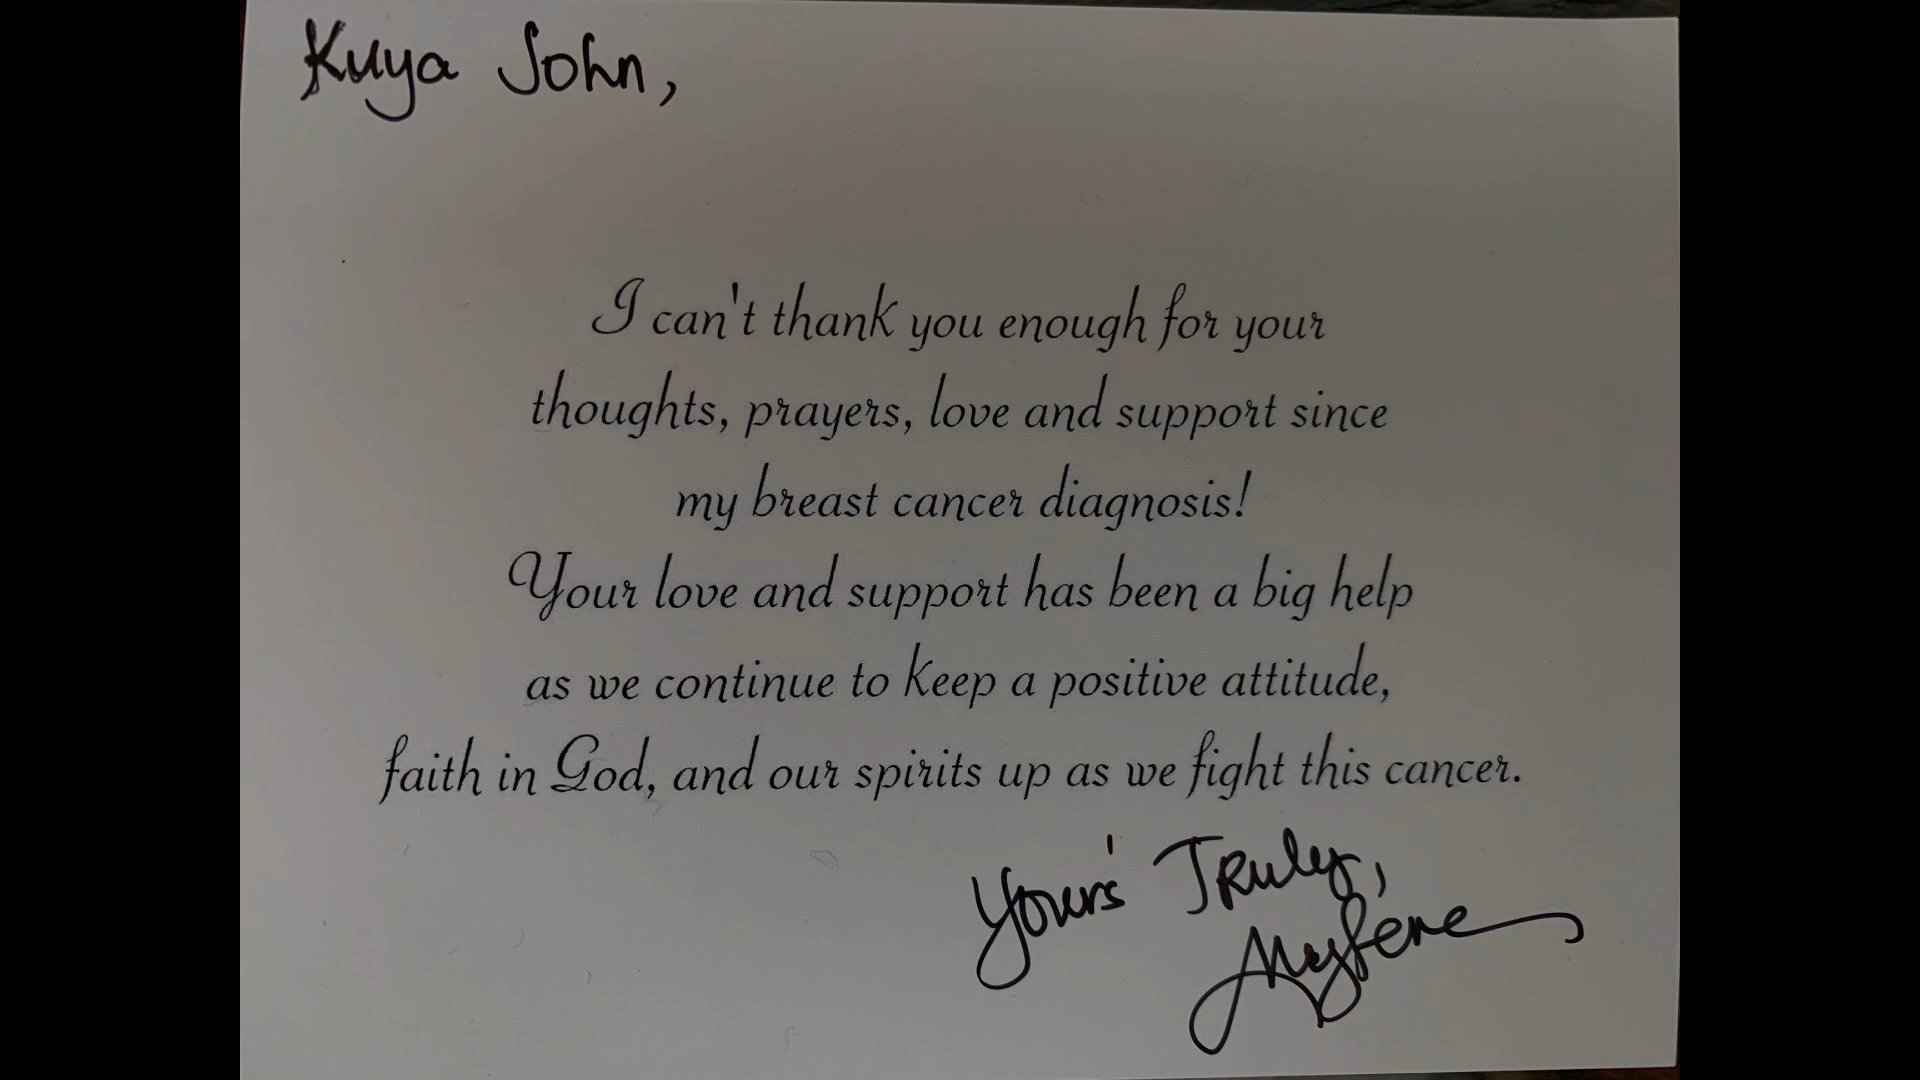 Kuya John,
I can't thank you enough for your
thoughts, prayers, love and support since
my breast cancer diagnosis!
Your love and support has been a big help
as we continue to keep a positive attitude,
faith in God, and our spirits up as we fight this cancer.
Yours' Truly,